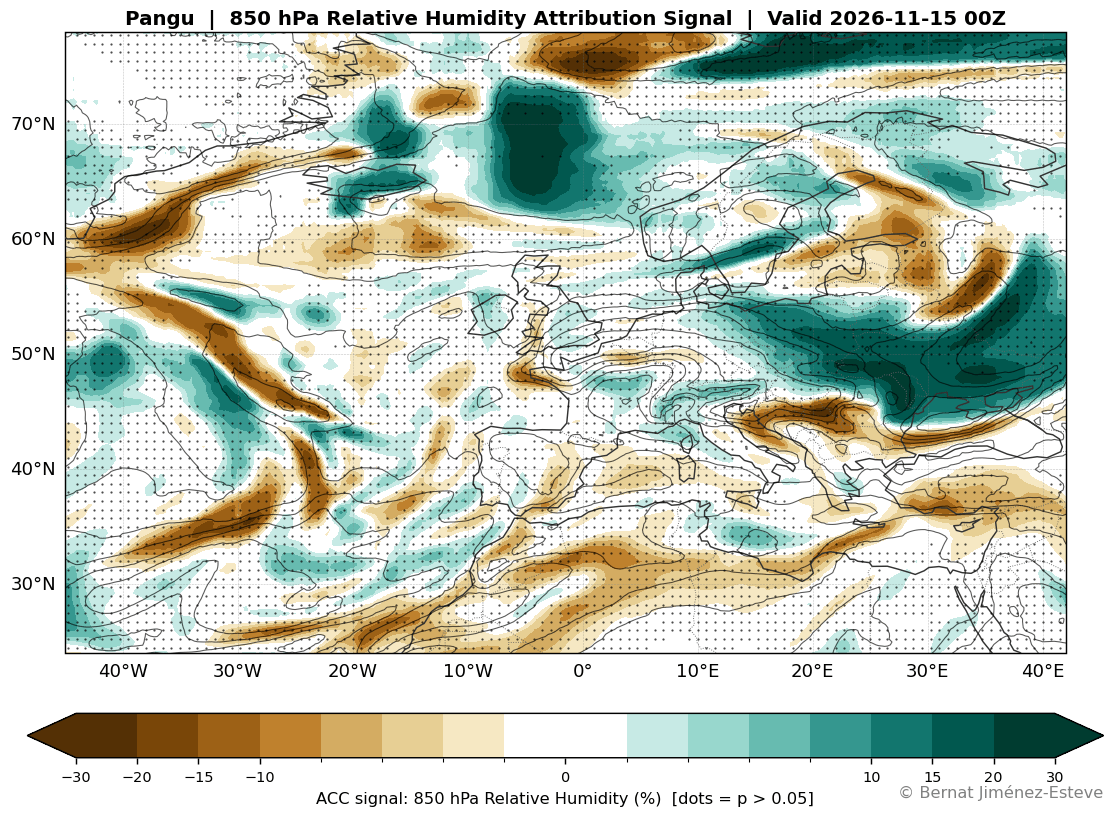 Pangu | 850 hPa Relative Humidity Attribution Signal | Valid 2026-11-15 00Z
70°N
60°N
50°N
40°N
30°N
40°W 30°W 20°W 10°W 0° 10°E 20°E 30°E 40°E
−30 −20 −15 −10 0 10 15 20 30
ACC signal: 850 hPa Relative Humidity (%) [dots = p > 0.05]
© Bernat Jiménez-Esteve